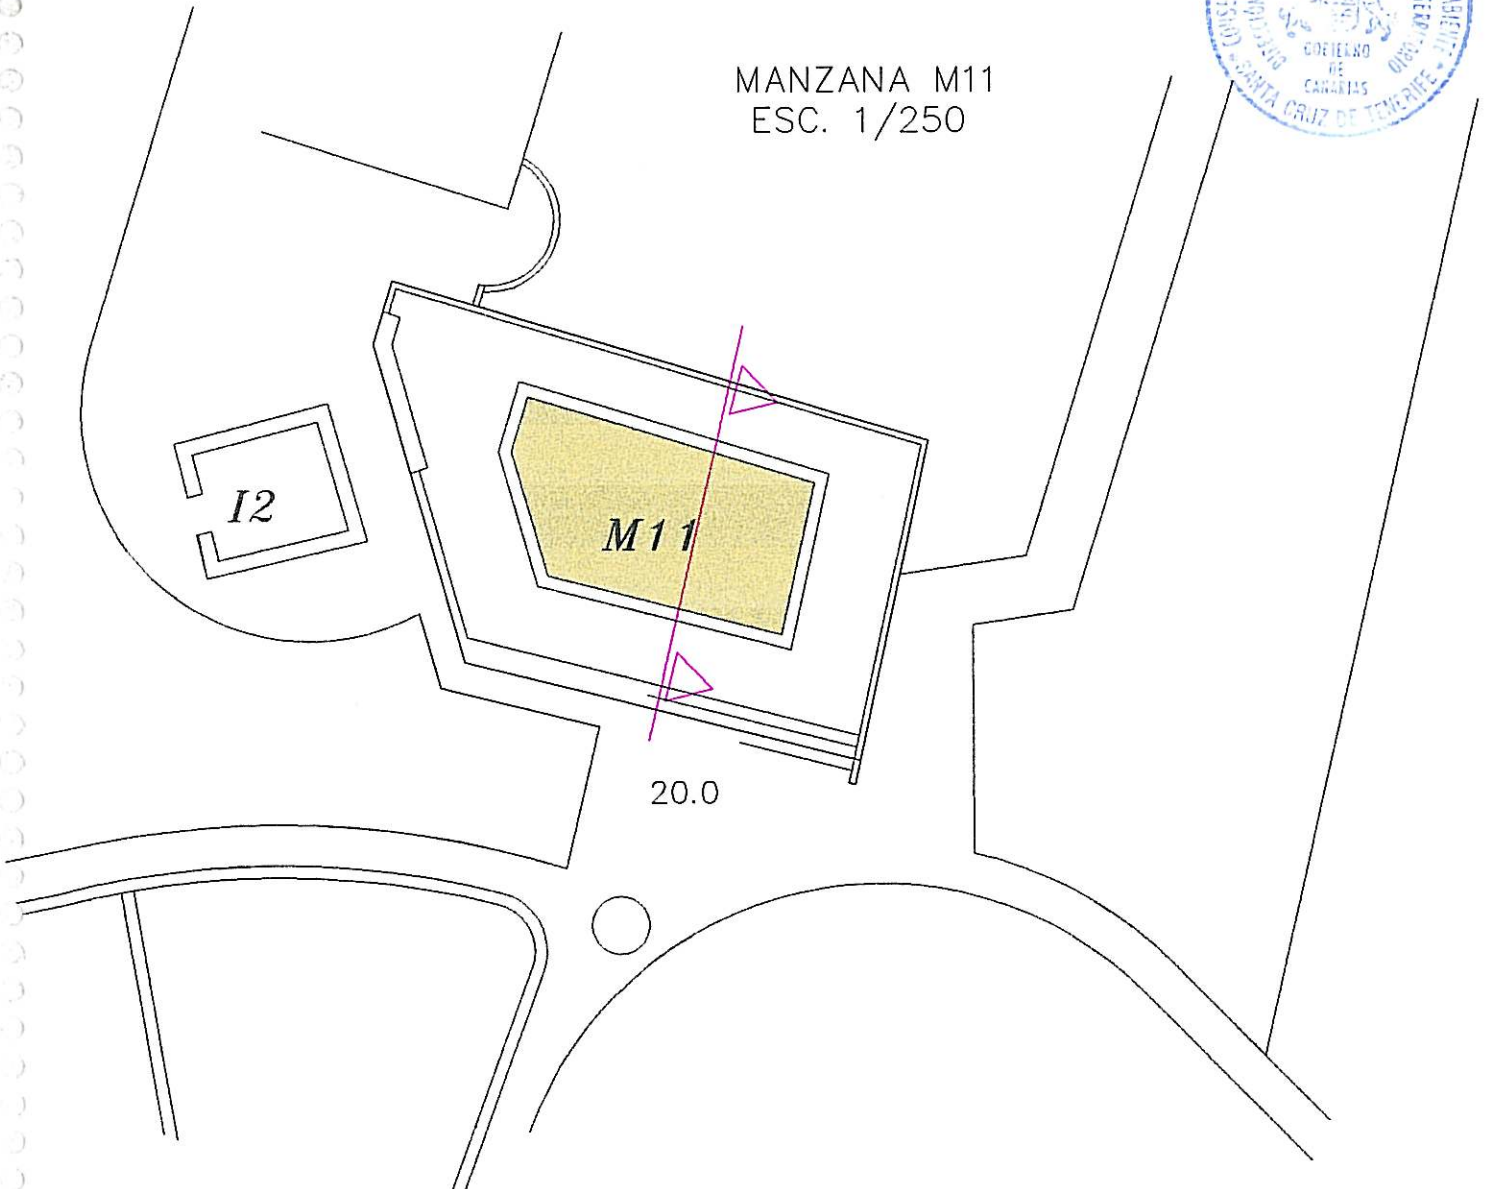 MANZANA M11
ESC. 1/250
GOBIERNO
DE
CANARIAS
SANTA CRUZ DE TENERIFE
I2
M11
20.0